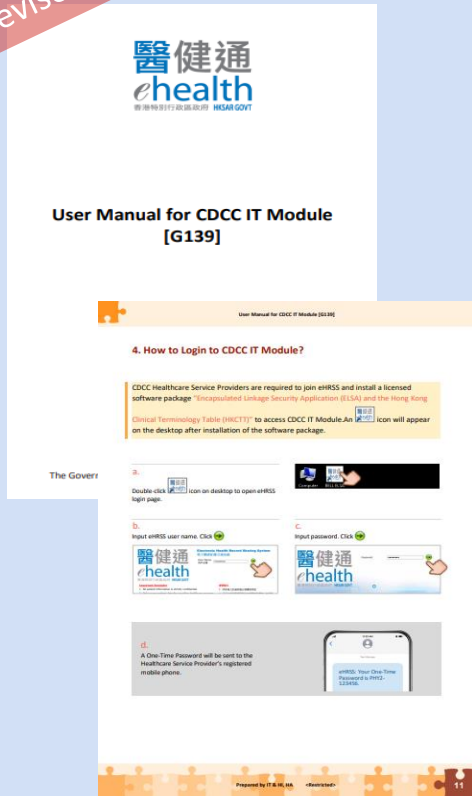 醫健通
ehealth
香港特別行政區政府 HKSAR GOVT
User Manual for CDCC IT Module
[G139]
The Govern
User Manual for CDCC IT Module [G139]
4. How to Login to CDCC IT Module?
CDCC Healthcare Service Providers are required to join eHRSS and install a licensed
software package "Encapsulated Linkage Security Application (ELSA) and the Hong Kong
Clinical Terminology Table (HKCTT)" to access CDCC IT Module.An icon will appear
on the desktop after installation of the software package.
a.
Double-click icon on desktop to open eHRSS
login page.
Computer
b.
Input eHRSS user name. Click
醫健通
ehealth
Electronic Health Record Sharing System
c.
Input password. Click
醫健通
ehealth
d.
A One-Time Password will be sent to the
Healthcare Service Provider's registered
mobile phone.
eHRSS: Your One-Time
Password is PHYJ-
123456.
Prepared by IT & HI, HA <Restricted>
11